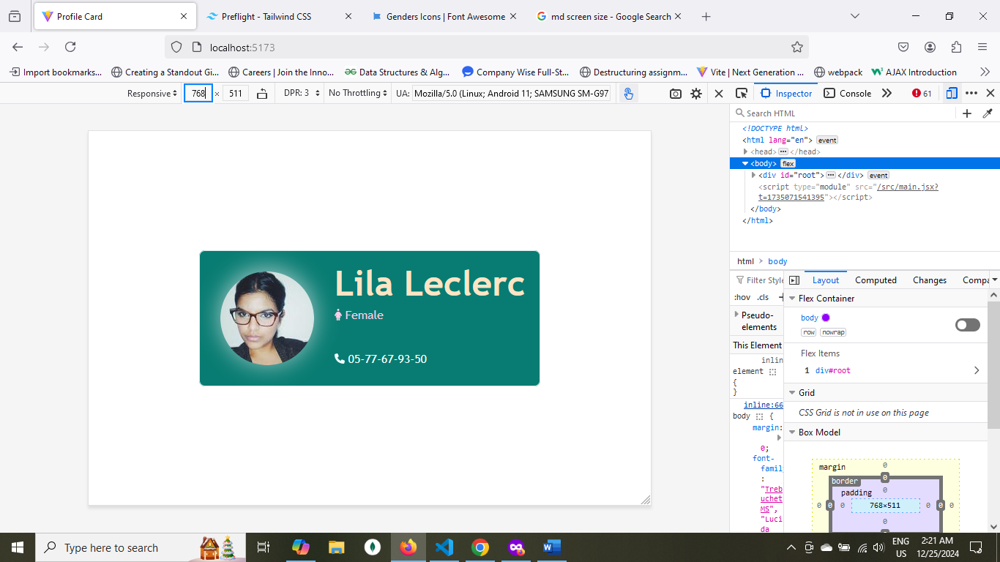 Profile Card
Preflight - Tailwind CSS
Genders Icons | Font Awesome
md screen size - Google Search
localhost:5173
Import bookmarks...
Creating a Standout Gi...
Careers | Join the Inno...
Data Structures & Alg...
Company Wise Full-St...
Destructuring assignm...
Vite | Next Generation ...
webpack
AJAX Introduction
Responsive
768 × 511
DPR: 3
No Throttling
UA: Mozilla/5.0 (Linux; Android 11; SAMSUNG SM-G97
Inspector
Console
61
Search HTML
<!DOCTYPE html>
<html lang="en"> event
<head> ... </head>
<body> flex
<div id="root"> ... </div> event
<script type="module" src="/src/main.jsx?
t=1735071541395"></script>
</body>
</html>
html > body
Lila Leclerc
Female
05-77-67-93-50
Filter Style
:hov .cls +
Pseudo-
elements
This Element
inlin
element
{
}
inline:66
body {
margin:
0;
font-
famil
:
"Treb
uchet
MS",
"Luci
da
Layout
Computed
Changes
Compa
Flex Container
body
row nowrap
Flex Items
1 div#root
Grid
CSS Grid is not in use on this page
Box Model
margin 0
border 0
padding 0
0 0 0 768×511 0 0 0
0
Type here to search
ENG
US
2:21 AM
12/25/2024